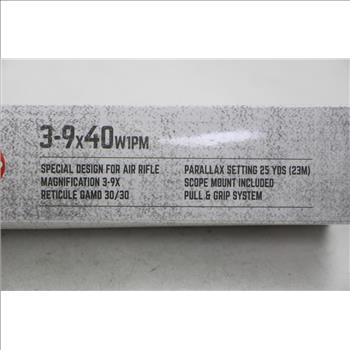 3-9x40W1PM
SPECIAL DESIGN FOR AIR RIFLE
MAGNIFICATION 3-9X
RETICULE GAMO 30/30
PARALLAX SETTING 25 YDS (23M)
SCOPE MOUNT INCLUDED
PULL & GRIP SYSTEM